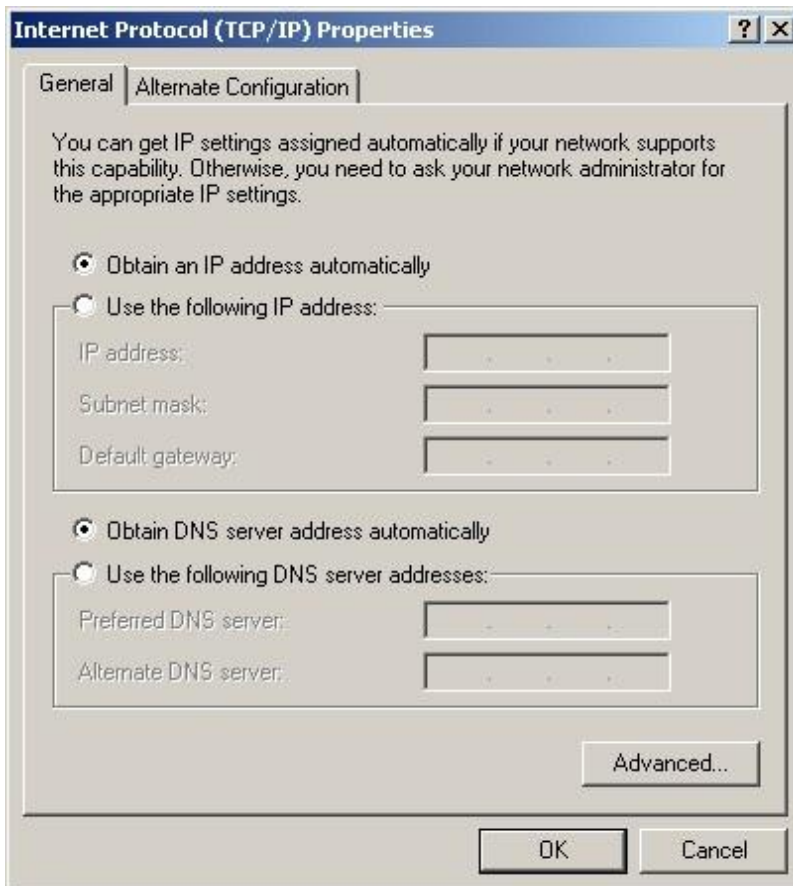 Internet Protocol (TCP/IP) Properties
General
Alternate Configuration
You can get IP settings assigned automatically if your network supports
this capability. Otherwise, you need to ask your network administrator for
the appropriate IP settings.
Obtain an IP address automatically
Use the following IP address:
IP address:
Subnet mask:
Default gateway:
Obtain DNS server address automatically
Use the following DNS server addresses:
Preferred DNS server:
Alternate DNS server:
Advanced...
OK
Cancel